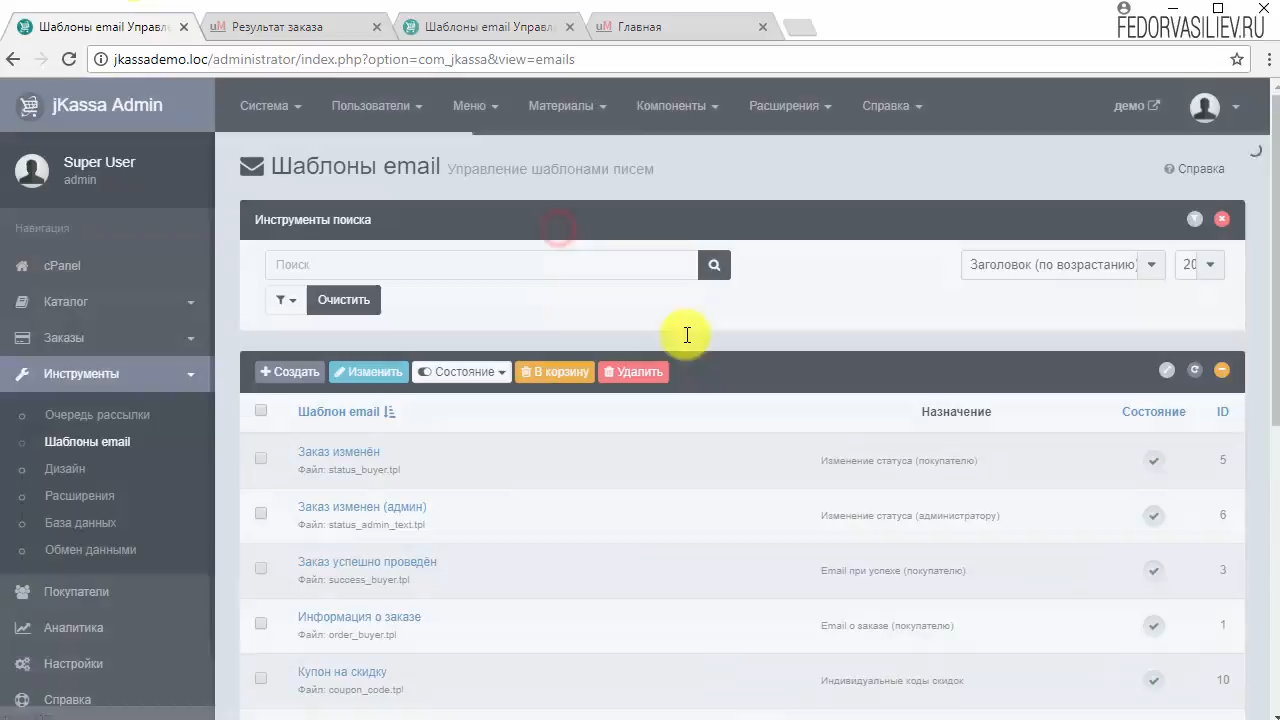 Шаблоны email Управл
Результат заказа
Шаблоны email Управл
Главная
FEDORVASILIEV.RU
jkassademo.loc/administrator/index.php?option=com_jkassa&view=emails
jKassa Admin
Система
Пользователи
Меню
Материалы
Компоненты
Расширения
Справка
демо
Super User
admin
Навигация
cPanel
Каталог
Заказы
Инструменты
Очередь рассылки
Шаблоны email
Дизайн
Расширения
База данных
Обмен данными
Покупатели
Аналитика
Настройки
Справка
Шаблоны email Управление шаблонами писем
Справка
Инструменты поиска
Поиск
Заголовок (по возрастанию)
20
Очистить
Создать
Изменить
Состояние
В корзину
Удалить
Шаблон email
Назначение
Состояние
ID
Заказ изменён
Файл: status_buyer.tpl
Изменение статуса (покупателю)
5
Заказ изменен (админ)
Файл: status_admin_text.tpl
Изменение статуса (администратору)
6
Заказ успешно проведён
Файл: success_buyer.tpl
Email при успехе (покупателю)
3
Информация о заказе
Файл: order_buyer.tpl
Email о заказе (покупателю)
1
Купон на скидку
Файл: coupon_code.tpl
Индивидуальные коды скидок
10